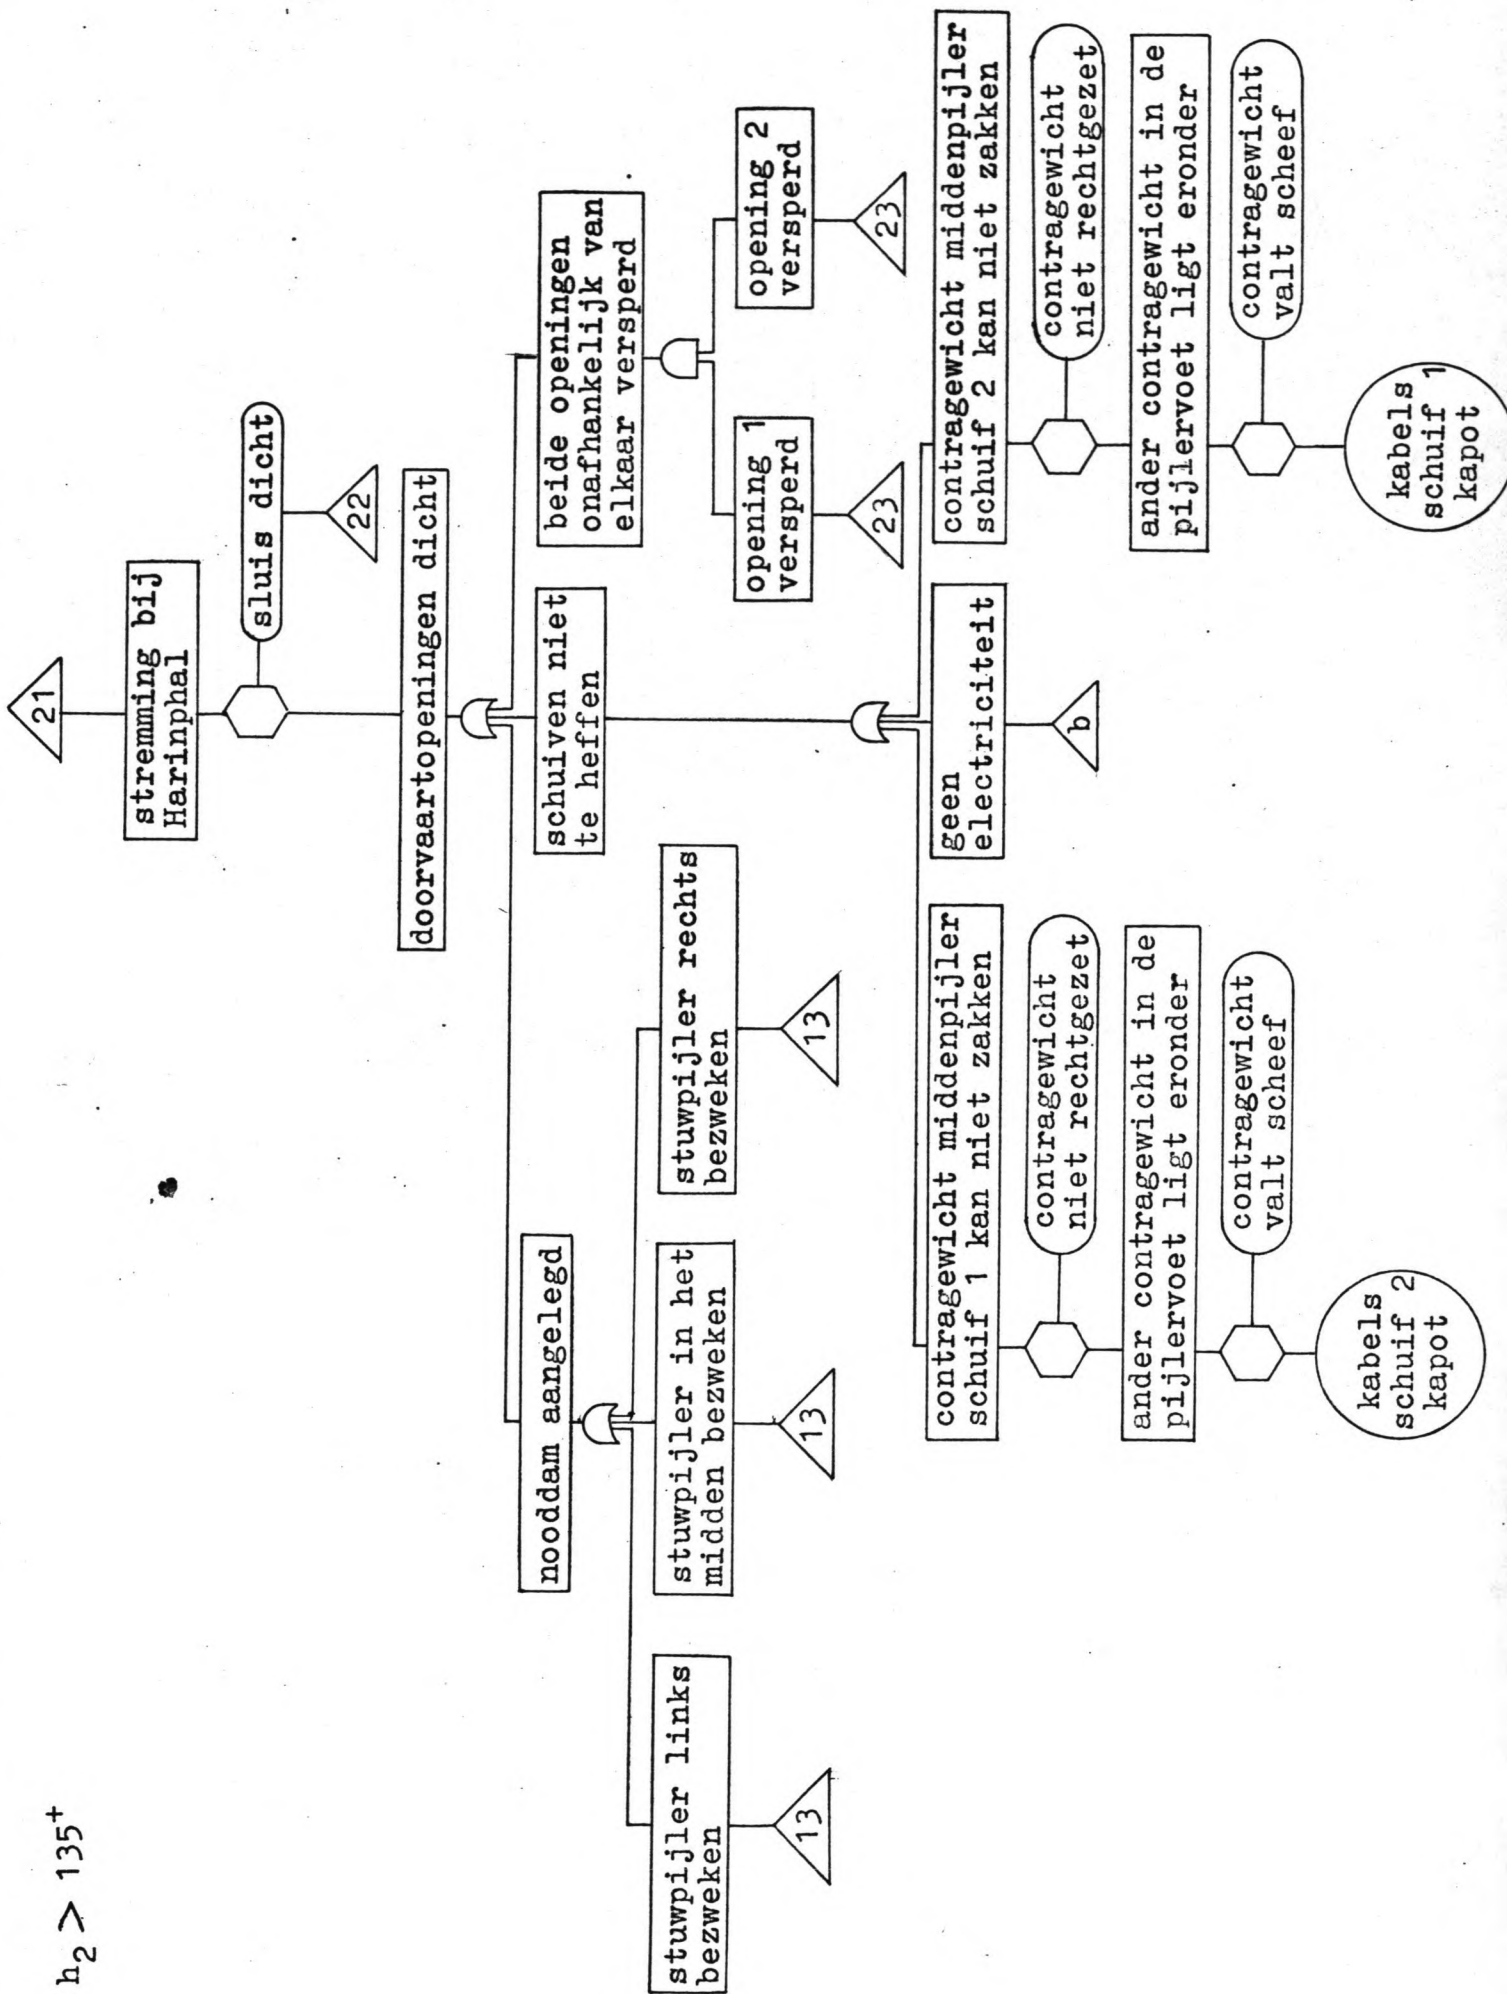 h₂ > 135⁺
21
stremming bij
Harinphal
sluis dicht
22
doorvaartopeningen dicht
nooddam aangelegd
schuiven niet
te heffen
beide openingen
onafhankelijk van
elkaar versperd
stuwpijler links
bezweken
13
stuwpijler in het
midden bezweken
13
stuwpijler rechts
bezweken
13
opening 1
versperd
23
opening 2
versperd
23
contragewicht middenpijler
schuif 1 kan niet zakken
contragewicht
niet rechtgezet
ander contragewicht in de
pijlervoet ligt eronder
contragewicht
valt scheef
kabels
schuif 2
kapot
geen
electriciteit
b
contragewicht middenpijler
schuif 2 kan niet zakken
contragewicht
niet rechtgezet
ander contragewicht in de
pijlervoet ligt eronder
contragewicht
valt scheef
kabels
schuif 1
kapot